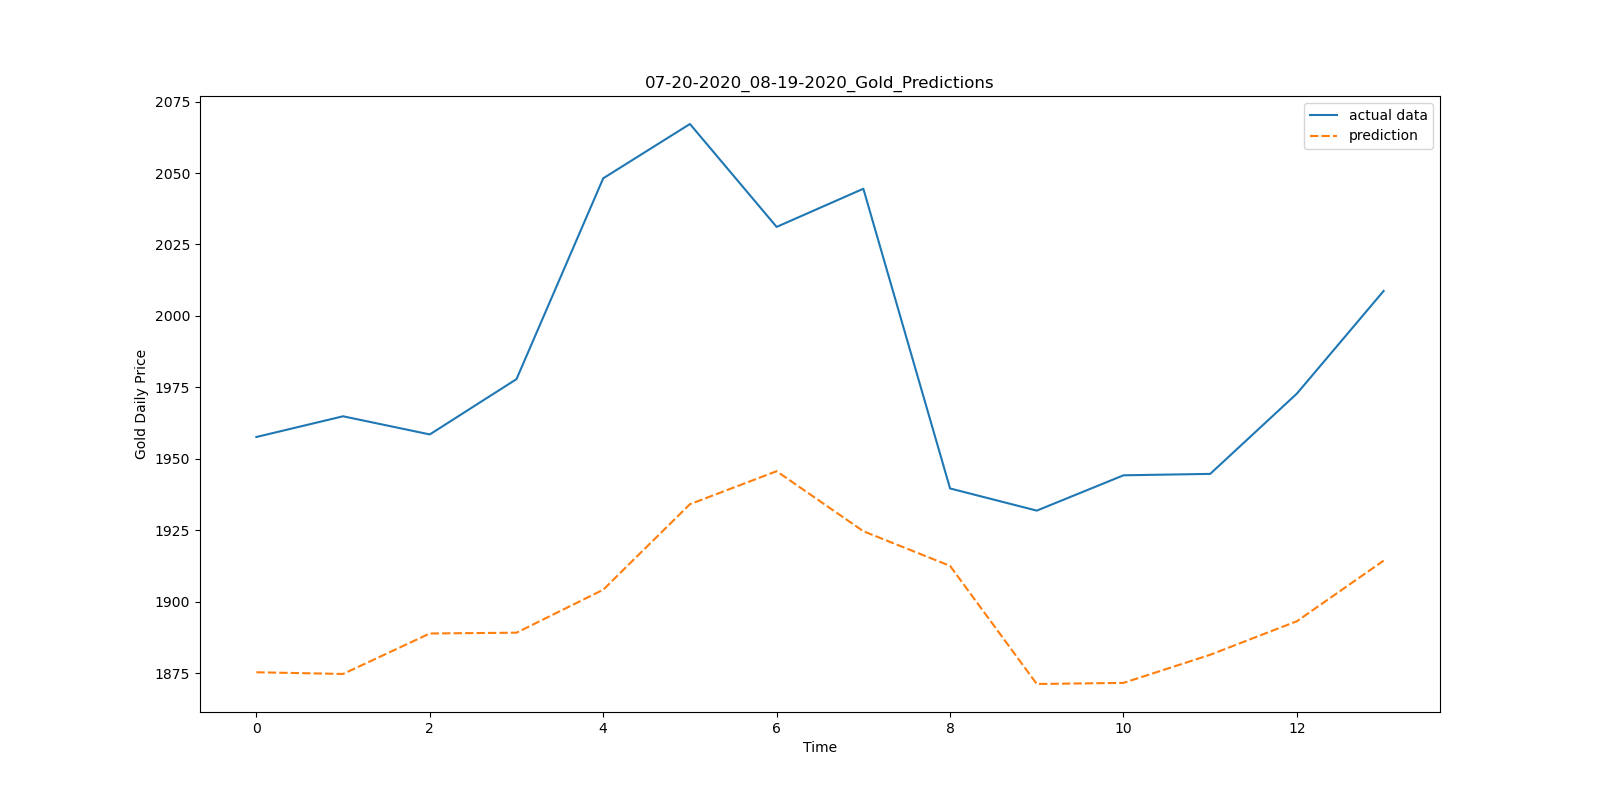 07-20-2020_08-19-2020_Gold_Predictions
2075
2050
2025
2000
1975
1950
1925
1900
1875
Gold Daily Price
actual data
prediction
0 2 4 6 8 10 12
Time